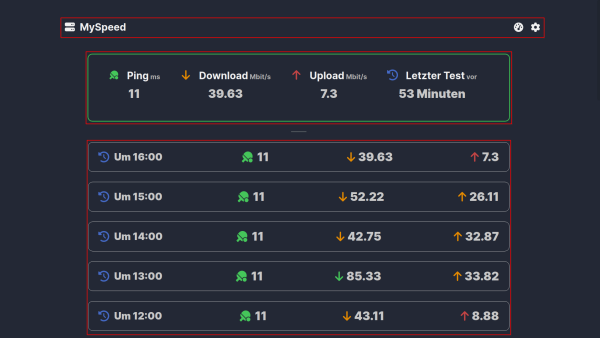 MySpeed
Ping ms Download Mbit/s Upload Mbit/s Letzter Test vor
11 39.63 7.3 53 Minuten
Um 16:00 11 39.63 7.3
Um 15:00 11 52.22 26.11
Um 14:00 11 42.75 32.87
Um 13:00 11 85.33 33.82
Um 12:00 11 43.11 8.88